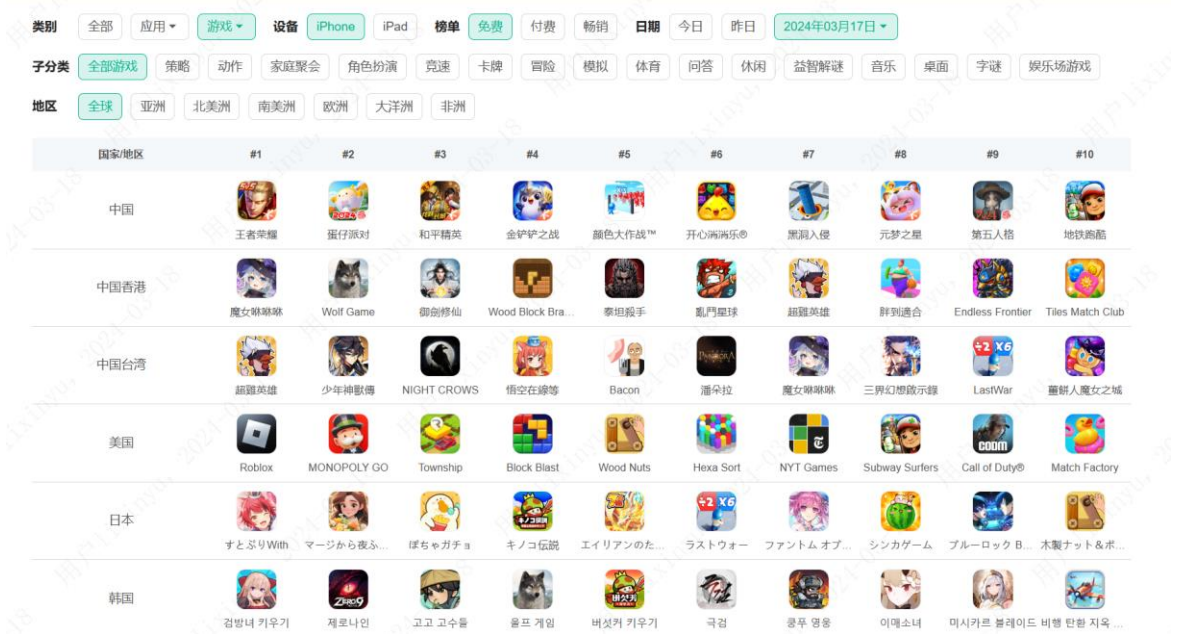 类别 全部 应用 游戏 设备 iPhone iPad 榜单 免费 付费 畅销 日期 今日 昨日 2024年03月17日
子分类 全部游戏 策略 动作 家庭聚会 角色扮演 竞速 卡牌 冒险 模拟 体育 问答 休闲 益智解谜 音乐 桌面 字谜 娱乐场游戏
地区 全球 亚洲 北美洲 南美洲 欧洲 大洋洲 非洲
国家/地区 #1 #2 #3 #4 #5 #6 #7 #8 #9 #10
中国 王者荣耀 蛋仔派对 和平精英 金铲铲之战 颜色大作战™ 开心消消乐® 黑洞入侵 元梦之星 第五人格 地铁跑酷
中国香港 魔女咻咻咻 Wolf Game 御劍修仙 Wood Block Bra... 泰坦殺手 亂鬥星球 超雞英雄 胖到適合 Endless Frontier Tiles Match Club
中国台湾 超雞英雄 少年神獸傳 NIGHT CROWS 悟空在線等 Bacon 潘朵拉 魔女咻咻咻 三界幻想啟示錄 LastWar 薑餅人魔女之城
美国 Roblox MONOPOLY GO Township Block Blast Wood Nuts Hexa Sort NYT Games Subway Surfers Call of Duty® Match Factory
日本 すとぷりWith マージから夜ふ... ぽちゃガチョ キノコ伝説 エイリアンのた... ラストウォー ファントム オブ... シンカゲーム ブルーロック B... 木製ナット＆ボ...
韩国 검방녀 키우기 제로나인 고고 고수들 울프 게임 버섯커 키우기 극검 쿵푸 영웅 이매소녀 미시카르 블레이드 비행 탄환 지옥 ...